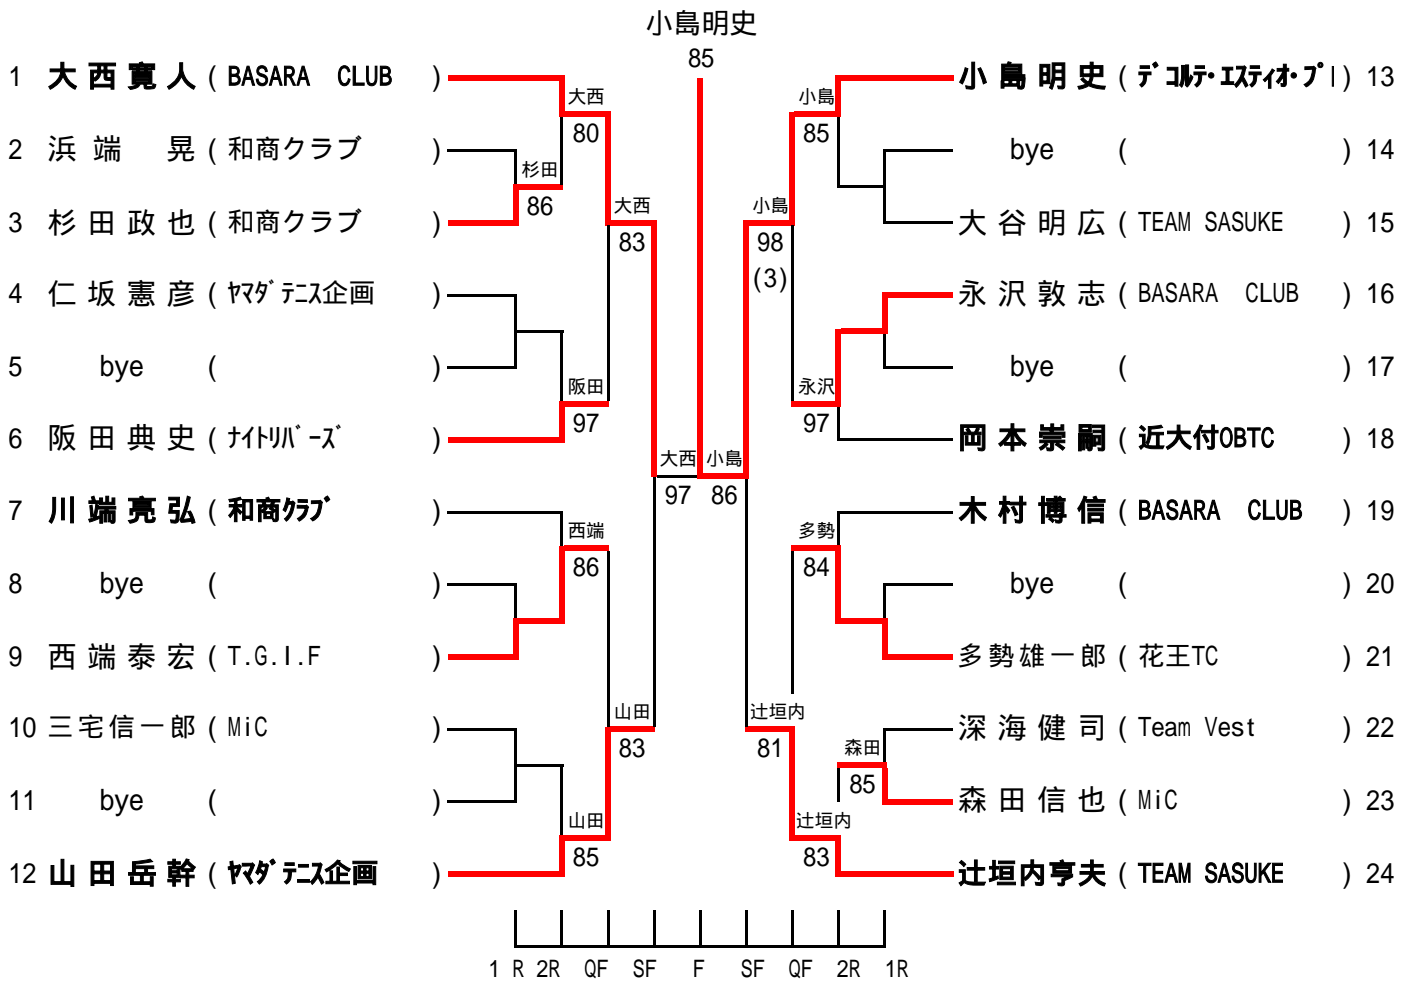 小島明史
85
1 大西寛人 ( BASARA CLUB )
2 浜端 晃 ( 和商クラブ )
3 杉田政也 ( 和商クラブ )
4 仁坂憲彦 ( ﾔﾏﾀﾞﾃﾆｽ企画 )
5 bye ( )
6 阪田典史 ( ﾅｲﾄﾘﾊﾞｰｽﾞ )
7 川端亮弘 ( 和商ｸﾗﾌﾞ )
8 bye ( )
9 西端泰宏 ( T.G.I.F )
10 三宅信一郎 ( MiC )
11 bye ( )
12 山田岳幹 ( ﾔﾏﾀﾞﾃﾆｽ企画 )
杉田
86
大西
80
阪田
97
西端
86
山田
85
大西
83
山田
83
大西
97
小島
86
小島
98
(3)
辻垣内
81
小島
85
永沢
97
多勢
84
辻垣内
83
森田
85
小島明史 ( ﾃﾞｺﾙﾃ・ｴｽﾃｨｵ・ﾌﾟ ) 13
bye ( ) 14
大谷明広 ( TEAM SASUKE ) 15
永沢敦志 ( BASARA CLUB ) 16
bye ( ) 17
岡本崇嗣 ( 近大付OBTC ) 18
木村博信 ( BASARA CLUB ) 19
bye ( ) 20
多勢雄一郎 ( 花王TC ) 21
深海健司 ( Team Vest ) 22
森田信也 ( MiC ) 23
辻垣内亨夫 ( TEAM SASUKE ) 24
1 R 2R QF SF F SF QF 2R 1R